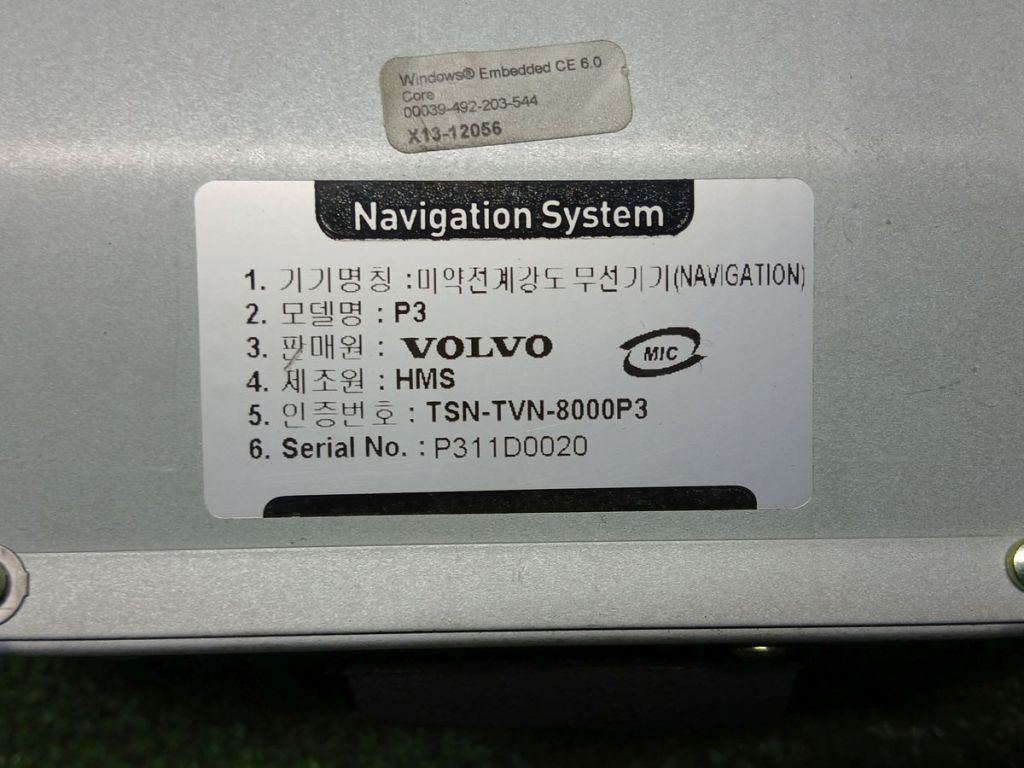 Windows® Embedded CE 6.0
Core
00039-492-203-544
X13-12056
Navigation System
1. 기기명칭 : 미약전계강도 무선기기(NAVIGATION)
2. 모델명 : P3
3. 판매원 : VOLVO
MIC
4. 제조원 : HMS
5. 인증번호 : TSN-TVN-8000P3
6. Serial No. : P311D0020